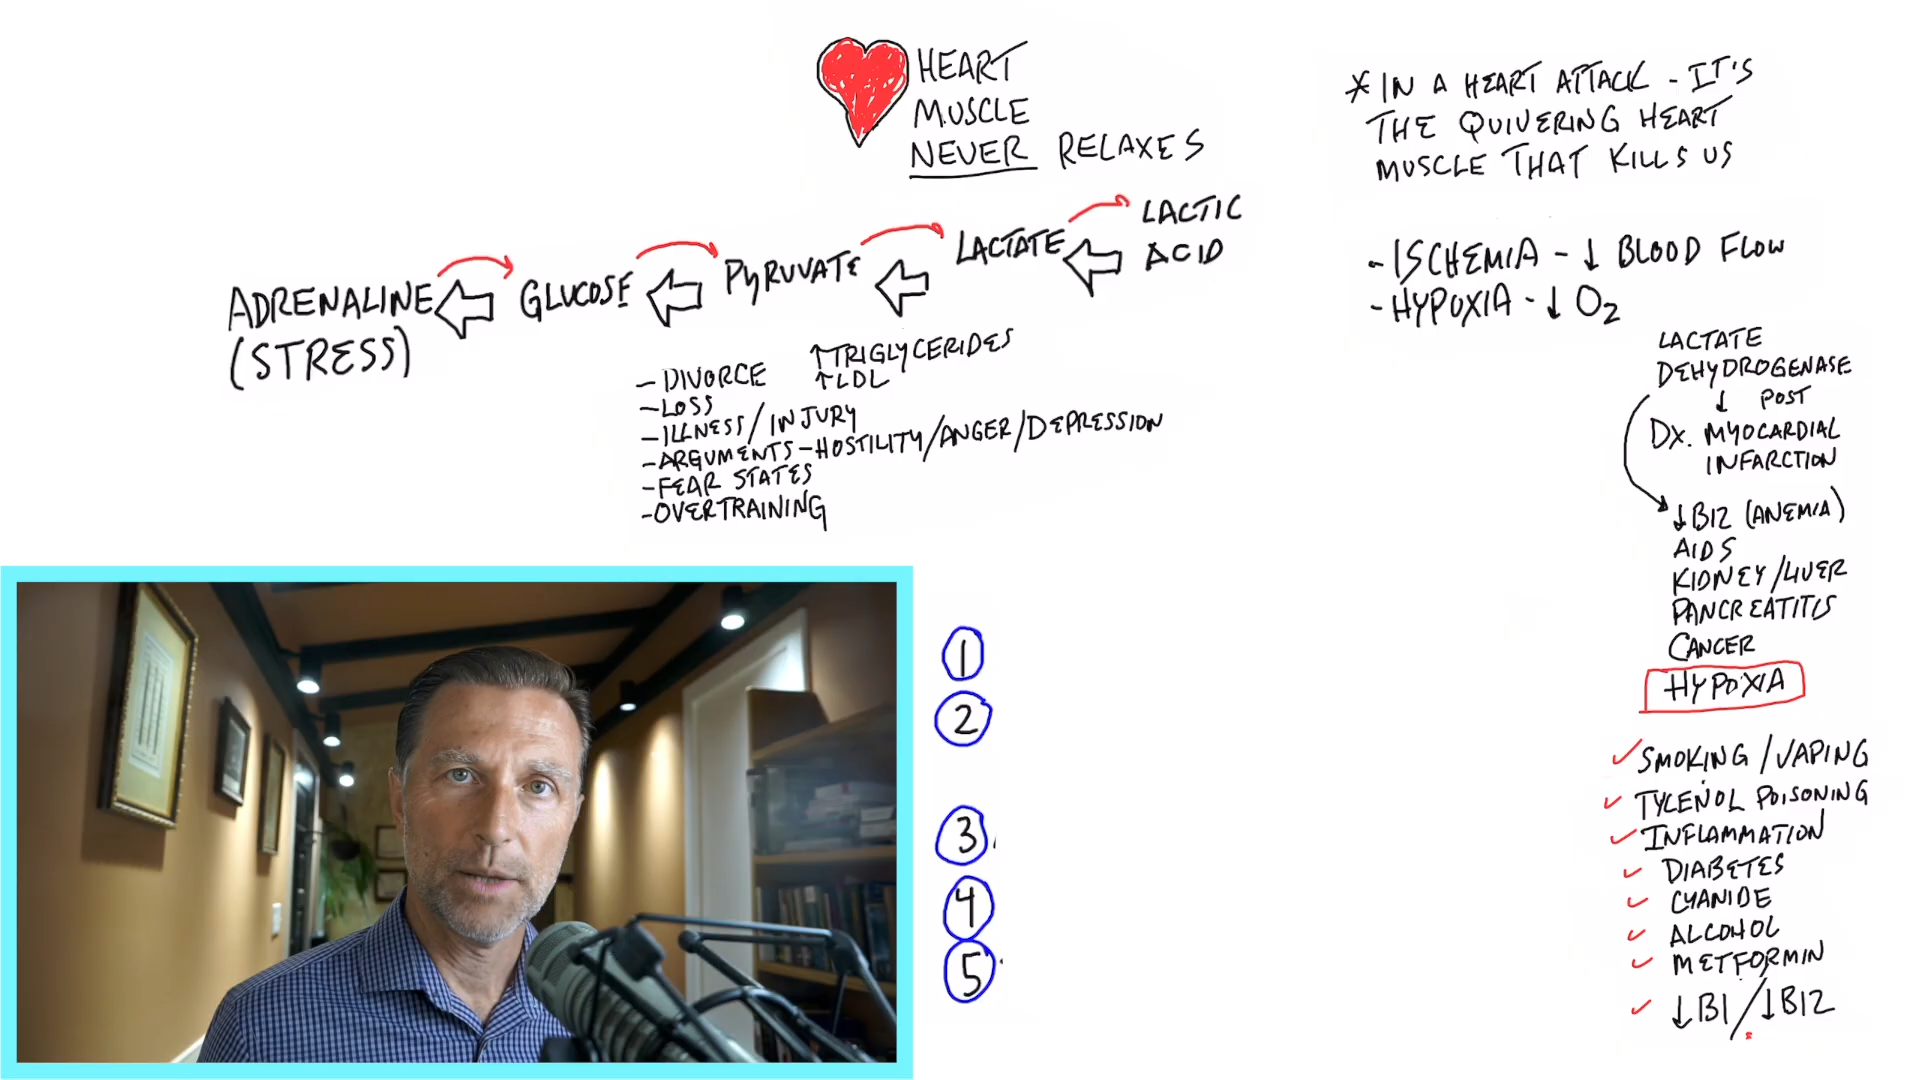 HEART
MUSCLE
NEVER RELAXES
* IN A HEART ATTACK - IT'S
THE QUIVERING HEART
MUSCLE THAT KILLS US
ADRENALINE
(STRESS)
GLUCOSE
PYRUVATE
LACTATE
LACTIC
ACID
- ISCHEMIA - ↓ BLOOD FLOW
- HYPOXIA - ↓ O2
- DIVORCE
- LOSS
- ILLNESS/INJURY
- ARGUMENTS - HOSTILITY/ANGER/DEPRESSION
- FEAR STATES
- OVERTRAINING
↑TRIGLYCERIDES
↑LDL
LACTATE
DEHYDROGENASE
↓ POST
DX. MYOCARDIAL
INFARCTION
↓B12 (ANEMIA)
AIDS
KIDNEY/LIVER
PANCREATITIS
CANCER
HYPOXIA
✓ SMOKING/VAPING
✓ TYLENOL POISONING
✓ INFLAMMATION
✓ DIABETES
✓ CYANIDE
✓ ALCOHOL
✓ METFORMIN
✓ ↓B1/↓B12
1
2
3
4
5